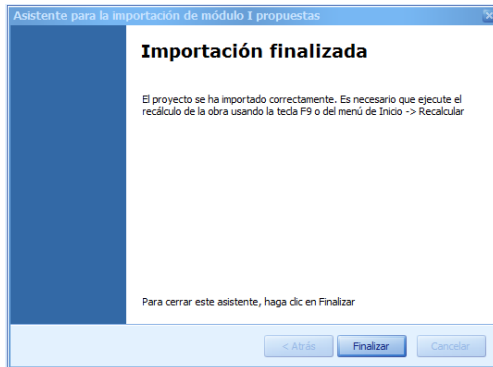 Asistente para la importación de módulo I propuestas
Importación finalizada
El proyecto se ha importado correctamente. Es necesario que ejecute el
recálculo de la obra usando la tecla F9 o del menú de Inicio -> Recalcular
Para cerrar este asistente, haga clic en Finalizar
< Atrás Finalizar Cancelar